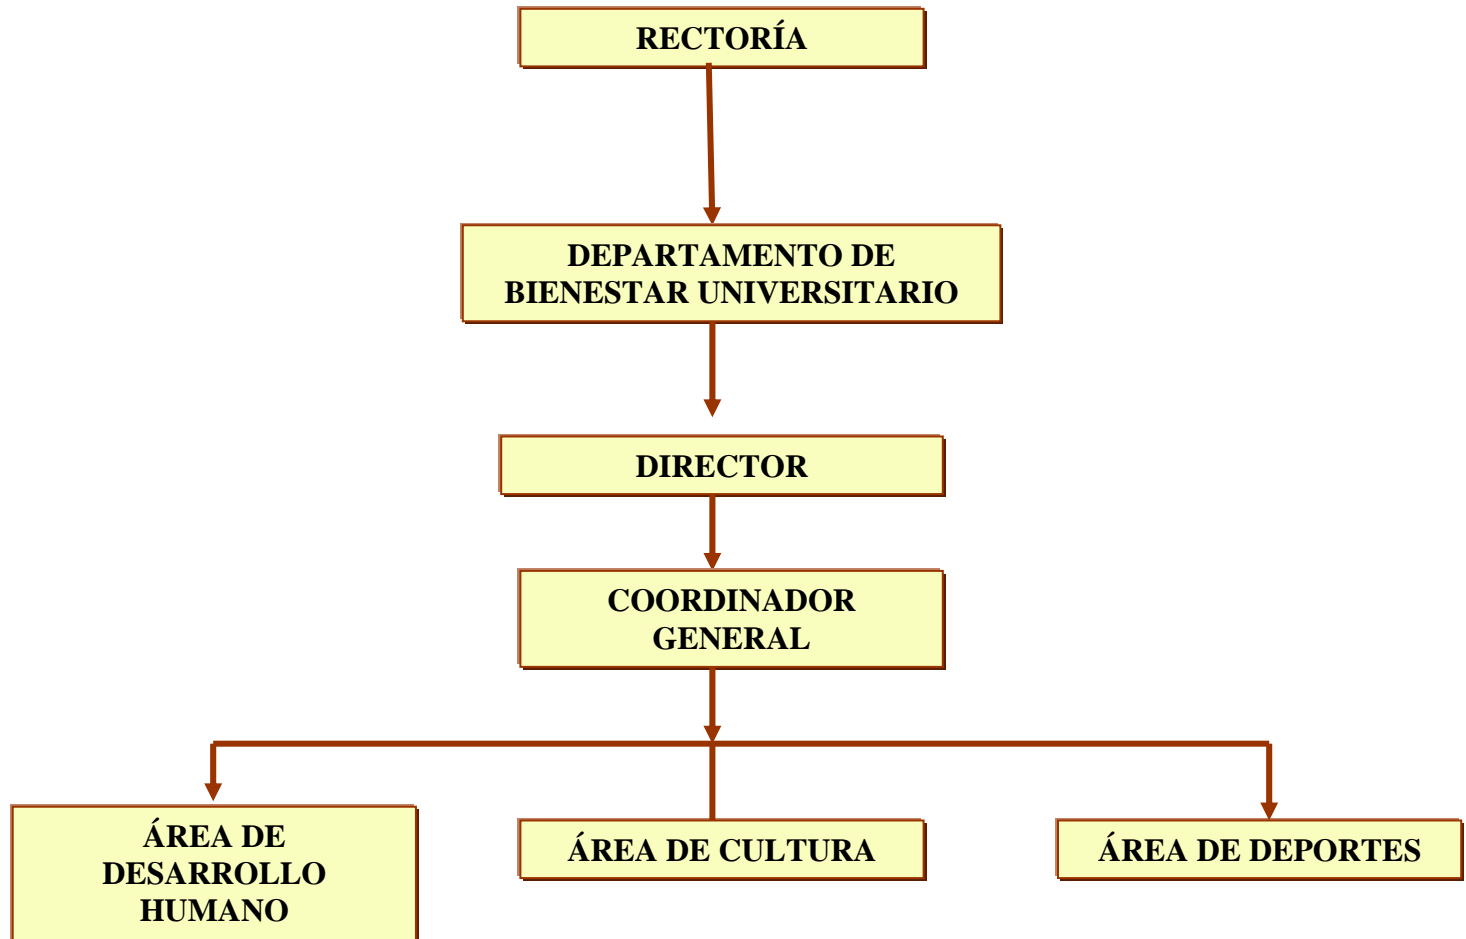 RECTORÍA
DEPARTAMENTO DE
BIENESTAR UNIVERSITARIO
DIRECTOR
COORDINADOR
GENERAL
ÁREA DE
DESARROLLO
HUMANO
ÁREA DE CULTURA
ÁREA DE DEPORTES